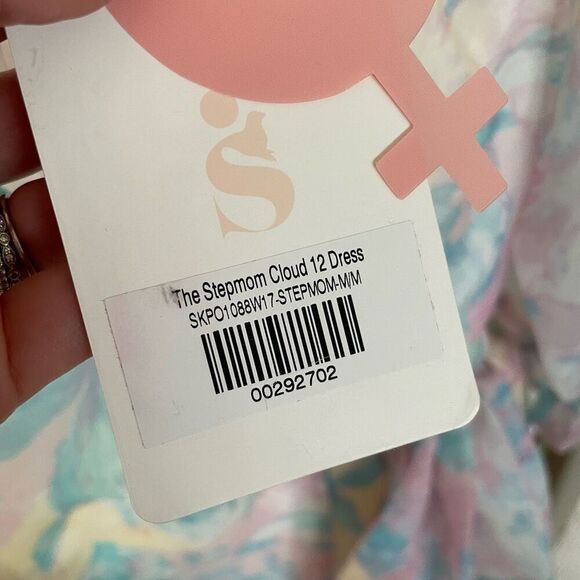 The Stepmom Cloud 12 Dress
SKPO1088W17-STEPMOM-M/M
00292702